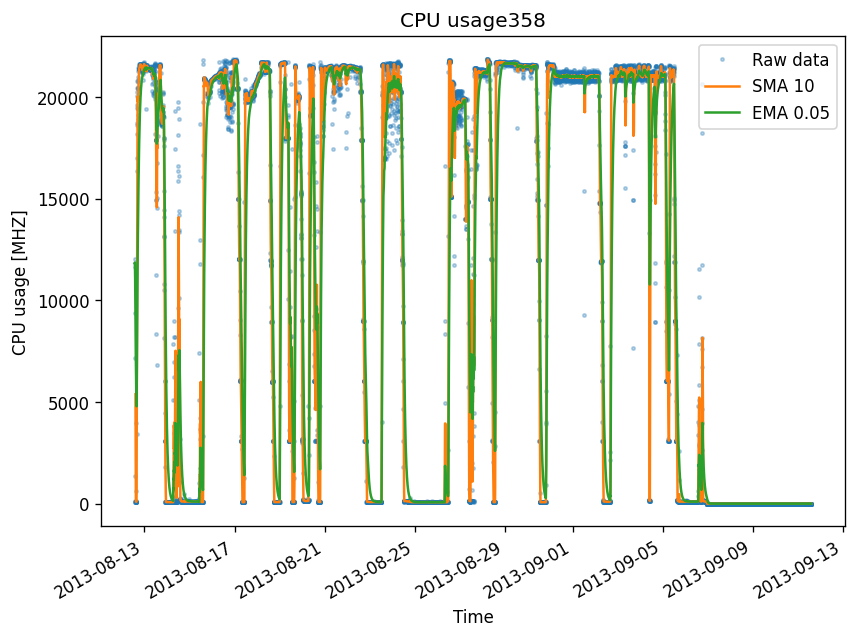 CPU usage358
Raw data
SMA 10
EMA 0.05
CPU usage [MHZ]
20000
15000
10000
5000
0
2013-08-13
2013-08-17
2013-08-21
2013-08-25
2013-08-29
2013-09-01
2013-09-05
2013-09-09
2013-09-13
Time